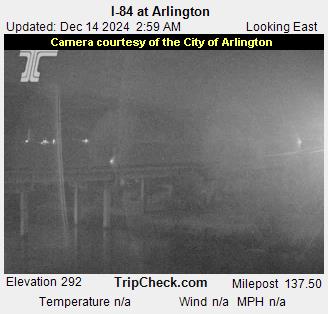 I-84 at Arlington
Updated: Dec 14 2024 2:59 AM Looking East
Camera courtesy of the City of Arlington
Elevation 292 TripCheck.com Milepost 137.50
Temperature n/a Wind n/a MPH n/a